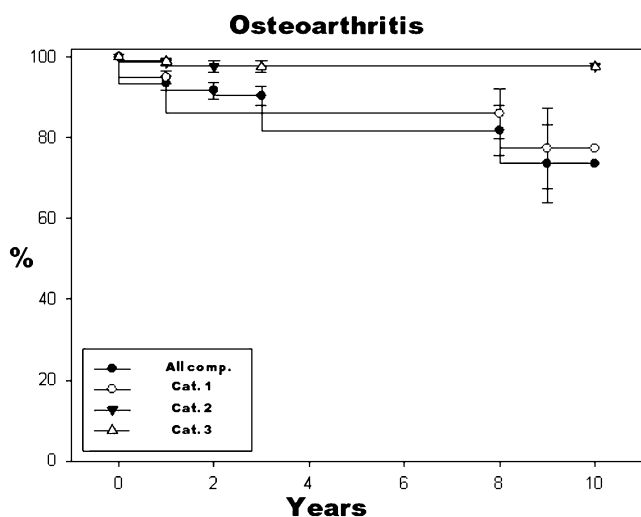 Osteoarthritis
100
80
60
%
40
20
0
All comp.
Cat. 1
Cat. 2
Cat. 3
0 2 4 6 8 10
Years